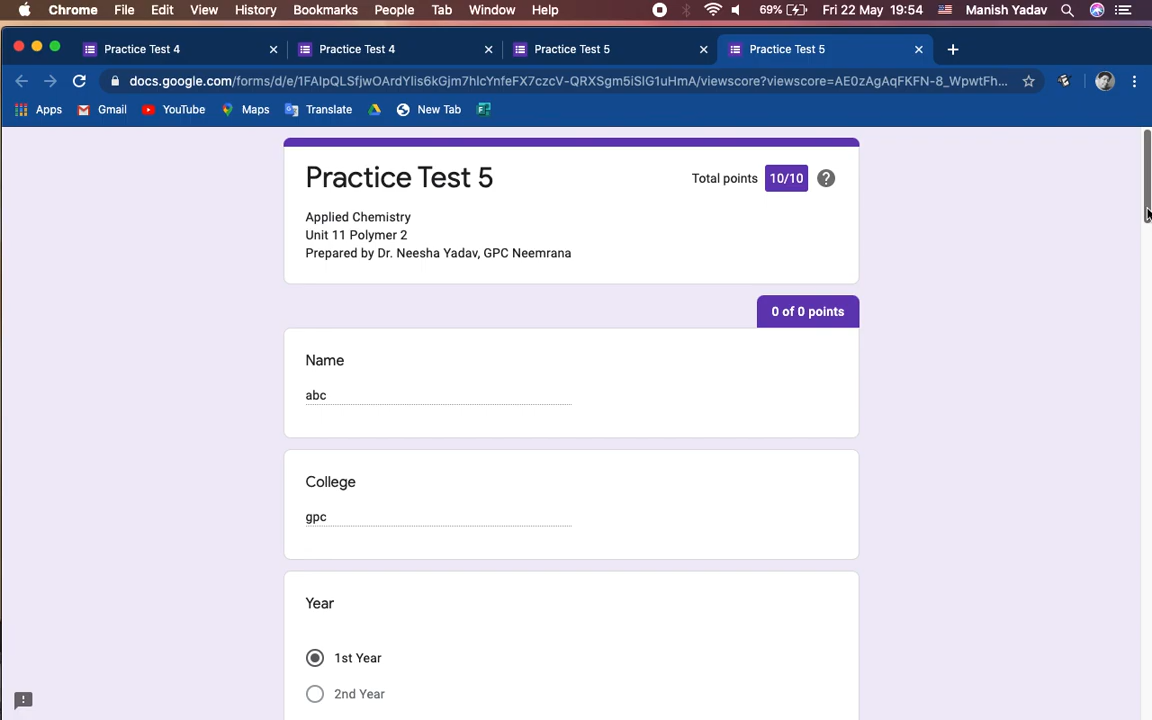 Chrome File Edit View History Bookmarks People Tab Window Help 69% Fri 22 May 19:54 Manish Yadav
Practice Test 4 Practice Test 4 Practice Test 5 Practice Test 5
docs.google.com/forms/d/e/1FAIpQLSfjwOArdYlis6kGjm7hlcYnfeFX7czcV-QRXSgm5iSlG1uHmA/viewscore?viewscore=AE0zAgAqFKFN-8_WpwtFh...
Apps Gmail YouTube Maps Translate New Tab
Practice Test 5
Total points 10/10
Applied Chemistry
Unit 11 Polymer 2
Prepared by Dr. Neesha Yadav, GPC Neemrana
0 of 0 points
Name
abc
College
gpc
Year
1st Year
2nd Year